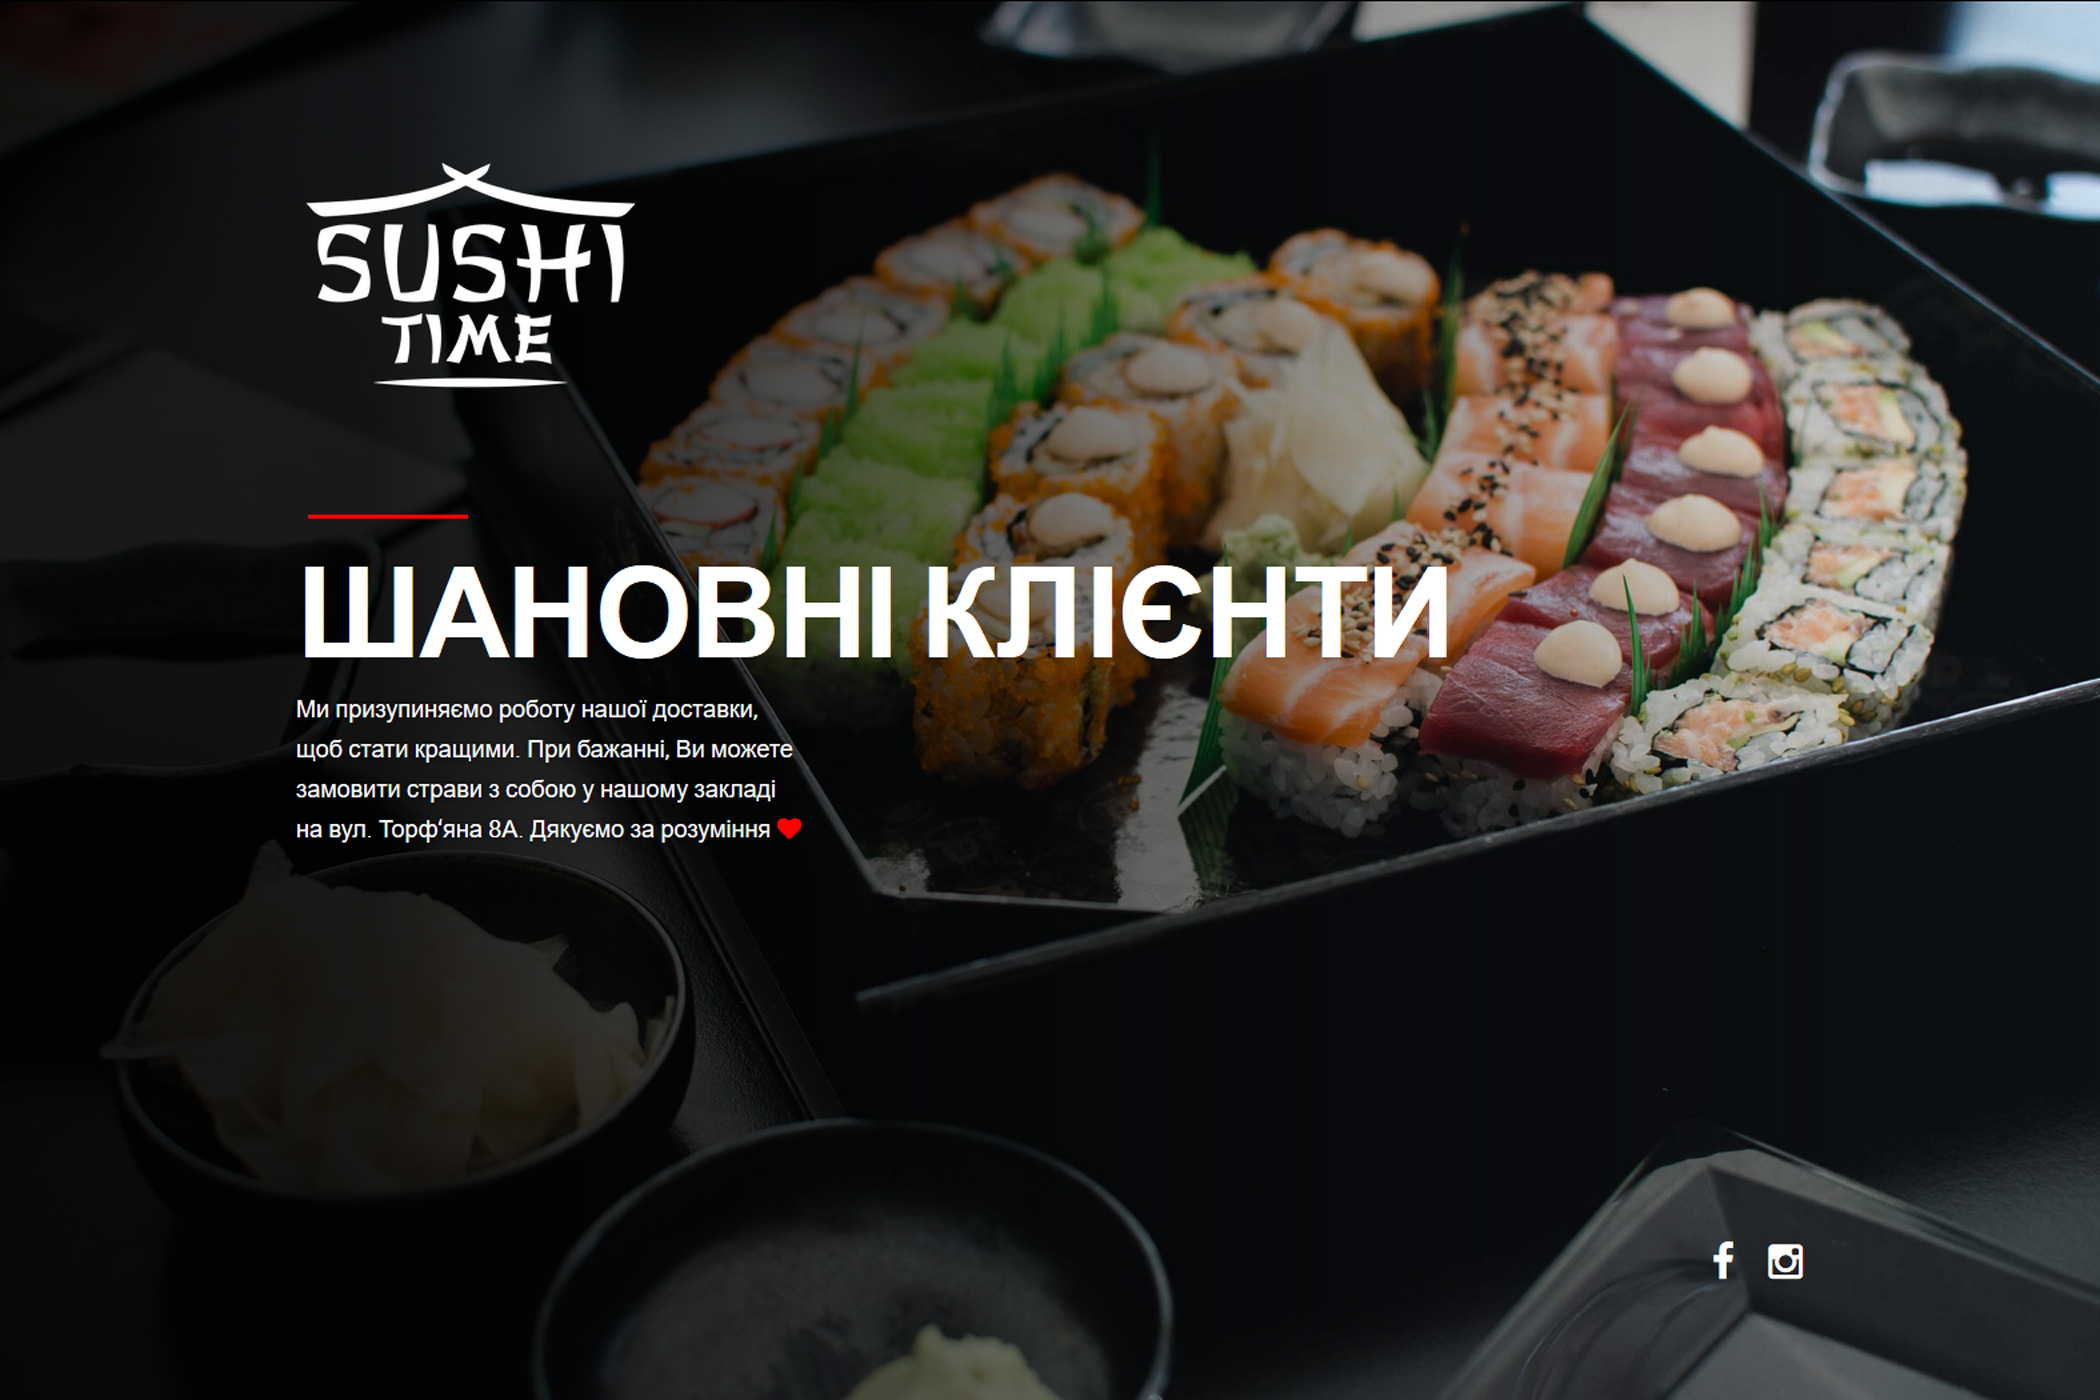 SUSHI
TIME
ШАНОВНІ КЛІЄНТИ
Ми призупиняємо роботу нашої доставки,
щоб стати кращими. При бажанні, Ви можете
замовити страви з собою у нашому закладі
на вул. Торф‘яна 8А. Дякуємо за розуміння